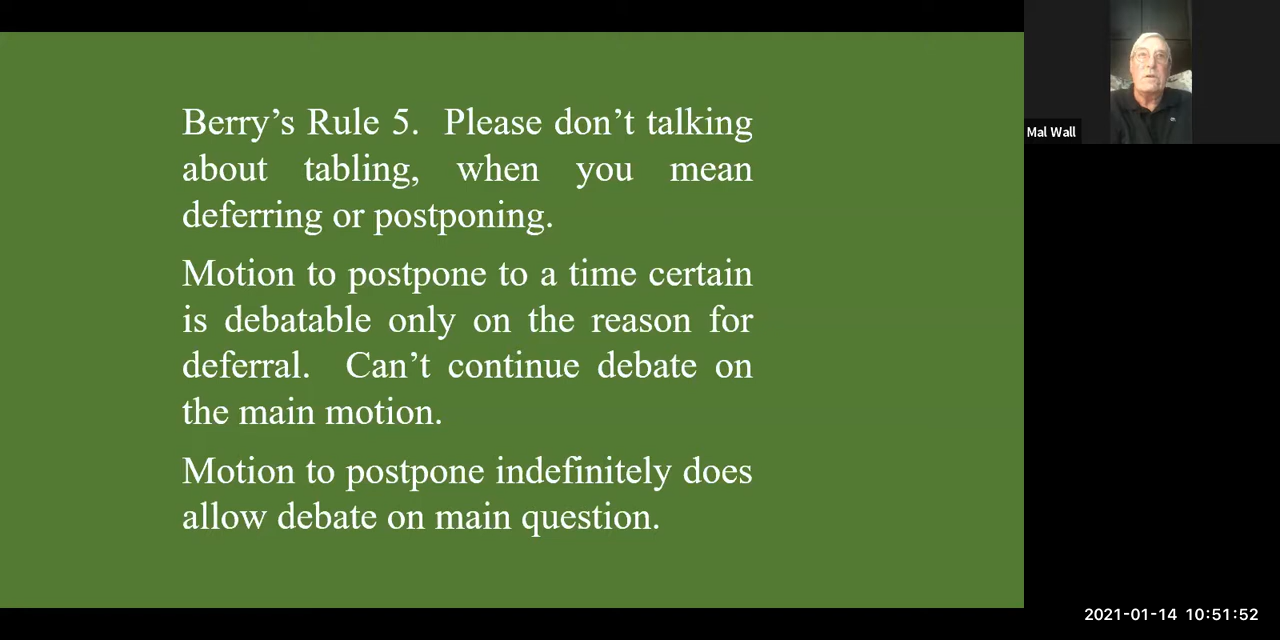 Berry's Rule 5.  Please don't talking
about tabling, when you mean
deferring or postponing.
Motion to postpone to a time certain
is debatable only on the reason for
deferral.  Can't continue debate on
the main motion.
Motion to postpone indefinitely does
allow debate on main question.
Mal Wall
2021-01-14 10:51:52